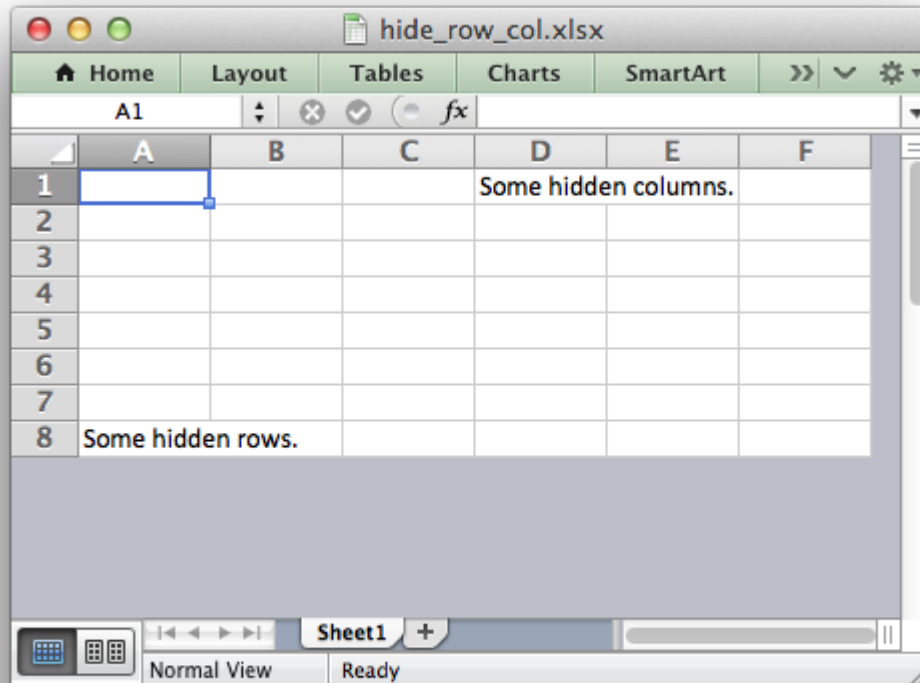 hide_row_col.xlsx
Home Layout Tables Charts SmartArt
A1 fx
A B C D E F
1 Some hidden columns.
2
3
4
5
6
7
8 Some hidden rows.
Sheet1
Normal View Ready